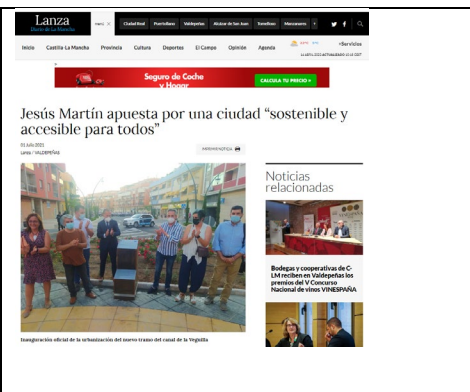 Lanza
Diario de La Mancha
menú
Ciudad Real Puertollano Valdepeñas Alcázar de San Juan Tomelloso Manzanares +
Inicio Castilla-La Mancha Provincia Cultura Deportes El Campo Opinión Agenda +Servicios
Seguro de Coche
y Hogar
CALCULA TU PRECIO »
Jesús Martín apuesta por una ciudad “sostenible y
accesible para todos”
01 Julio 2021
Lanza / VALDEPEÑAS
IMPRIMIR NOTICIA
Noticias
relacionadas
Bodegas y cooperativas de C-
LM reciben en Valdepeñas los
premios del V Concurso
Nacional de vinos VINESPAÑA
Inauguración oficial de la urbanización del nuevo tramo del canal de la Veguilla